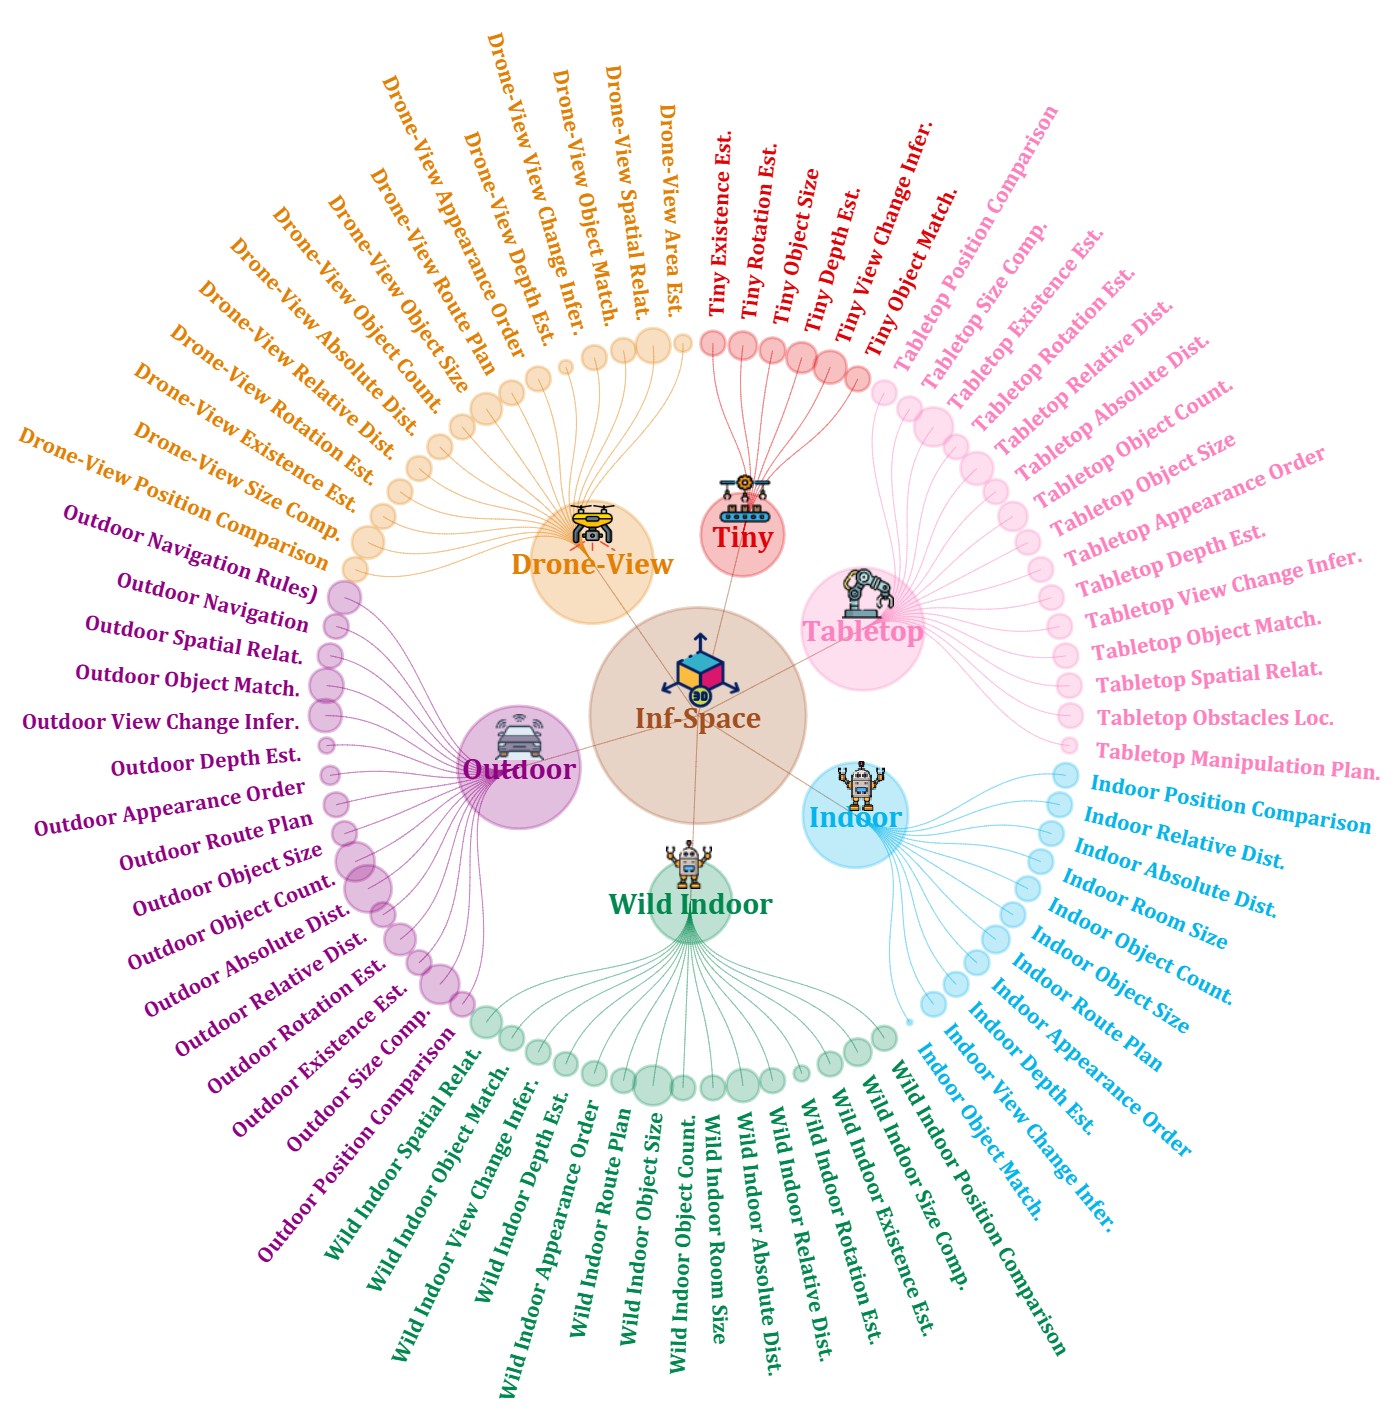 Inf-Space
3D
Tiny
Tiny Existence Est.
Tiny Rotation Est.
Tiny Object Size
Tiny Depth Est.
Tiny View Change Infer.
Tiny Object Match.
Tabletop
Tabletop Position Comparison
Tabletop Size Comp.
Tabletop Existence Est.
Tabletop Rotation Est.
Tabletop Relative Dist.
Tabletop Absolute Dist.
Tabletop Object Count.
Tabletop Object Size
Tabletop Appearance Order
Tabletop Depth Est.
Tabletop View Change Infer.
Tabletop Object Match.
Tabletop Spatial Relat.
Tabletop Obstacles Loc.
Tabletop Manipulation Plan.
Indoor
Indoor Position Comparison
Indoor Relative Dist.
Indoor Absolute Dist.
Indoor Room Size
Indoor Object Count.
Indoor Object Size
Indoor Route Plan
Indoor Appearance Order
Indoor Depth Est.
Indoor View Change Infer.
Indoor Object Match.
Wild Indoor
Wild Indoor Position Comparison
Wild Indoor Size Comp.
Wild Indoor Existence Est.
Wild Indoor Rotation Est.
Wild Indoor Relative Dist.
Wild Indoor Absolute Dist.
Wild Indoor Room Size
Wild Indoor Object Count.
Wild Indoor Object Size
Wild Indoor Route Plan
Wild Indoor Appearance Order
Wild Indoor Depth Est.
Wild Indoor View Change Infer.
Wild Indoor Object Match.
Wild Indoor Spatial Relat.
Outdoor
Outdoor Position Comparison
Outdoor Size Comp.
Outdoor Existence Est.
Outdoor Rotation Est.
Outdoor Relative Dist.
Outdoor Absolute Dist.
Outdoor Object Count.
Outdoor Object Size
Outdoor Route Plan
Outdoor Appearance Order
Outdoor Depth Est.
Outdoor View Change Infer.
Outdoor Object Match.
Outdoor Spatial Relat.
Outdoor Navigation
Outdoor Navigation Rules)
Drone-View
Drone-View Position Comparison
Drone-View Size Comp.
Drone-View Existence Est.
Drone-View Rotation Est.
Drone-View Relative Dist.
Drone-View Absolute Dist.
Drone-View Object Count.
Drone-View Object Size
Drone-View Route Plan
Drone-View Appearance Order
Drone-View Depth Est.
Drone-View View Change Infer.
Drone-View Object Match.
Drone-View Spatial Relat.
Drone-View Area Est.